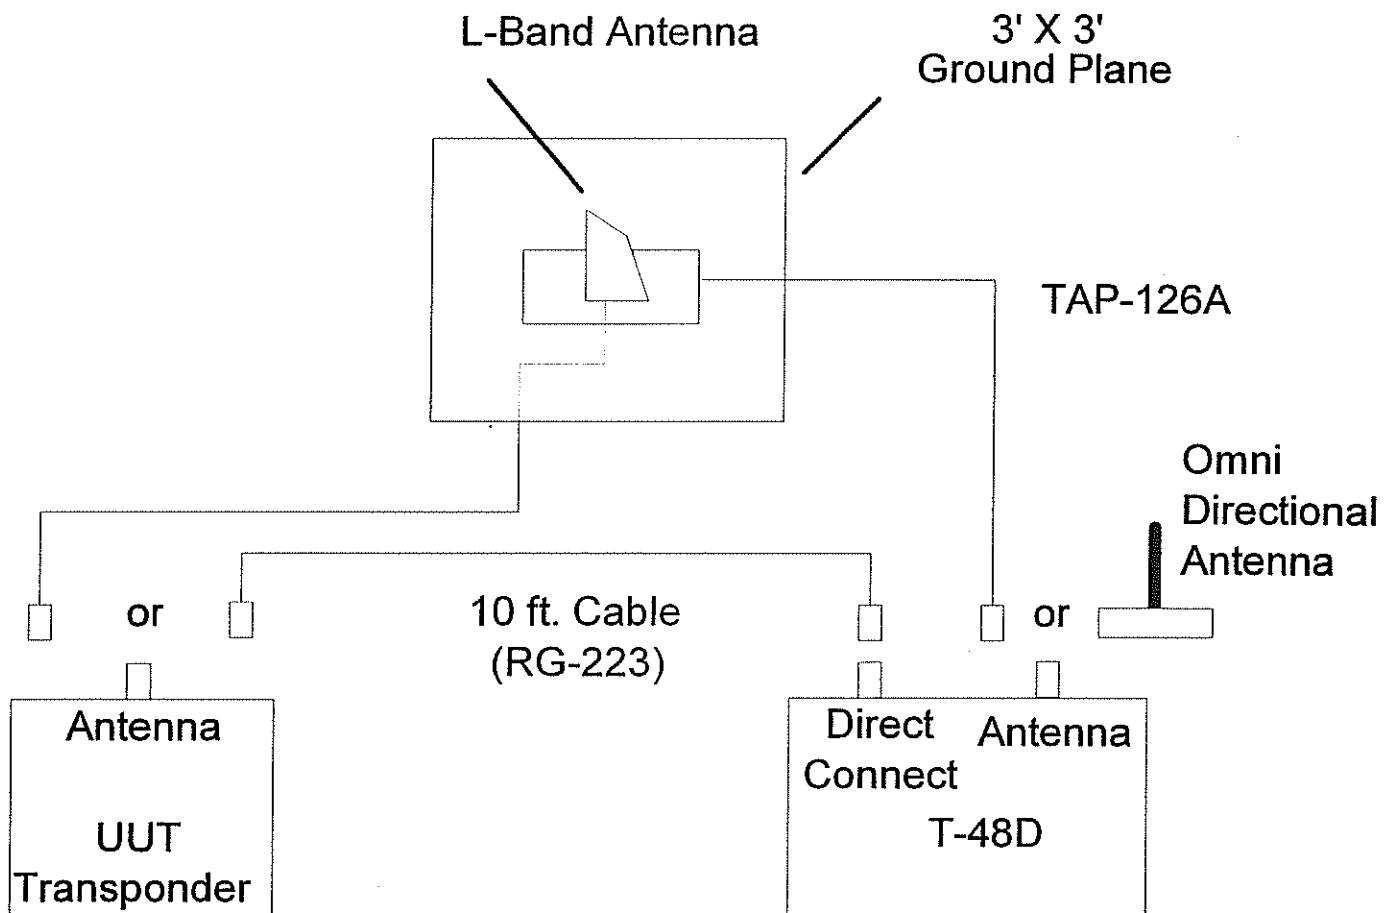 L-Band Antenna
3' X 3'
Ground Plane
TAP-126A
Omni
Directional
Antenna
or
10 ft. Cable
(RG-223)
or
Antenna
UUT
Transponder
Direct
Connect
Antenna
T-48D